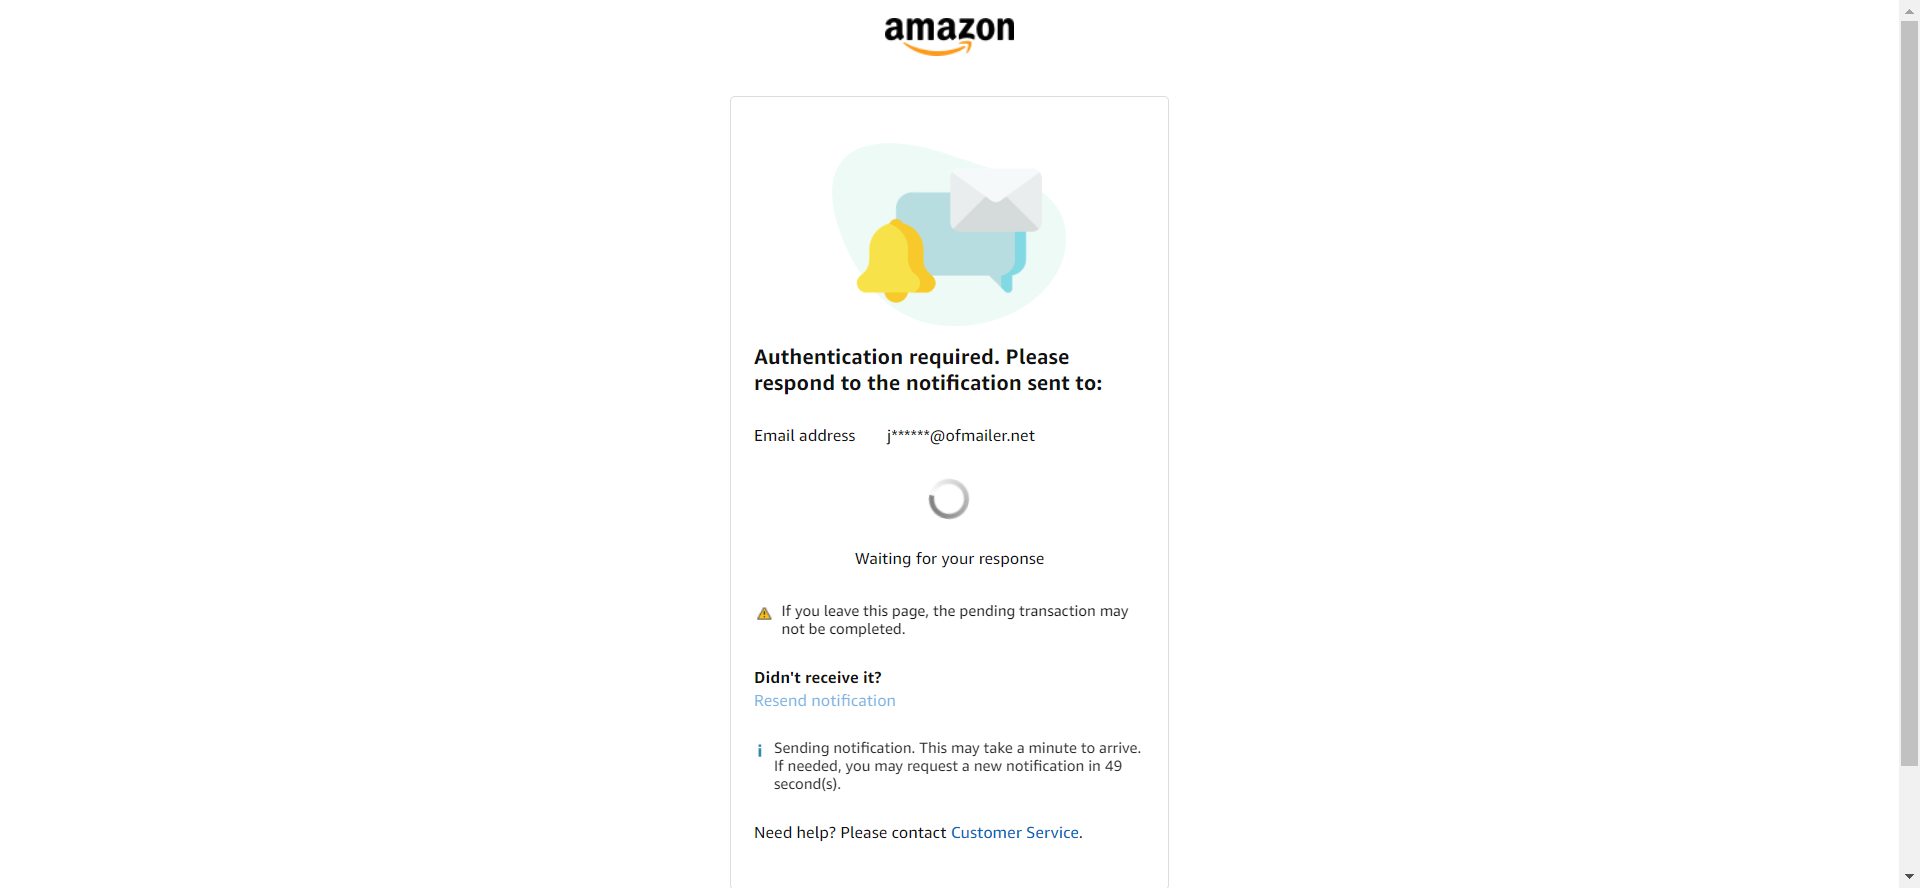 amazon
Authentication required. Please
respond to the notification sent to:
Email address j******@ofmailer.net
Waiting for your response
If you leave this page, the pending transaction may
not be completed.
Didn't receive it?
Resend notification
Sending notification. This may take a minute to arrive.
If needed, you may request a new notification in 49
second(s).
Need help? Please contact Customer Service.